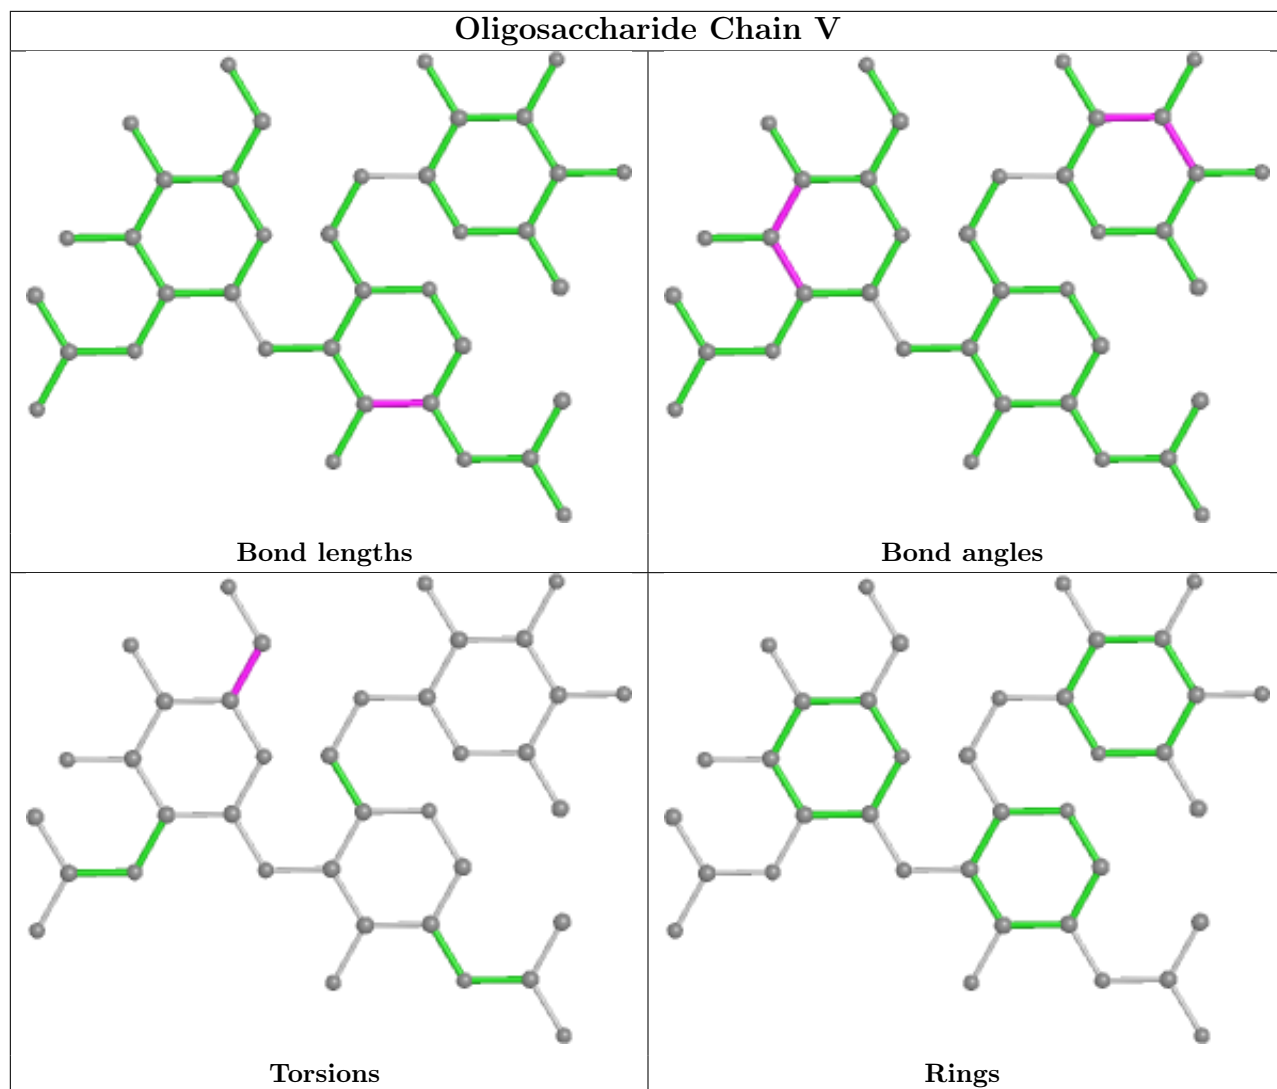 Oligosaccharide Chain V
Bond lengths
Bond angles
Torsions
Rings